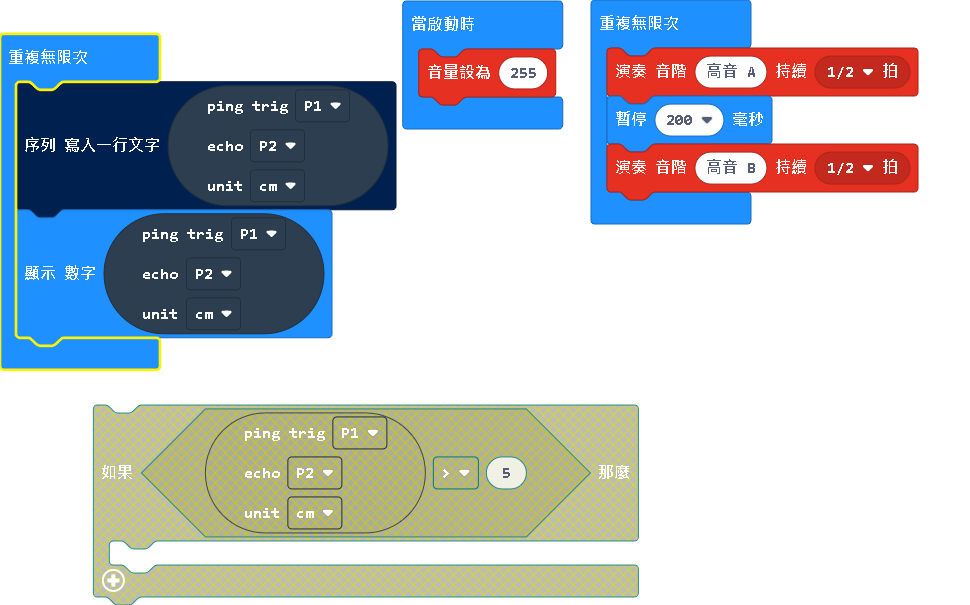 重複無限次
序列 寫入一行文字
ping trig P1
echo P2
unit cm
顯示 數字
ping trig P1
echo P2
unit cm
當啟動時
音量設為 255
重複無限次
演奏 音階 高音 A 持續 1/2 拍
暫停 200 毫秒
演奏 音階 高音 B 持續 1/2 拍
如果
ping trig P1
echo P2
unit cm
> 5 那麼